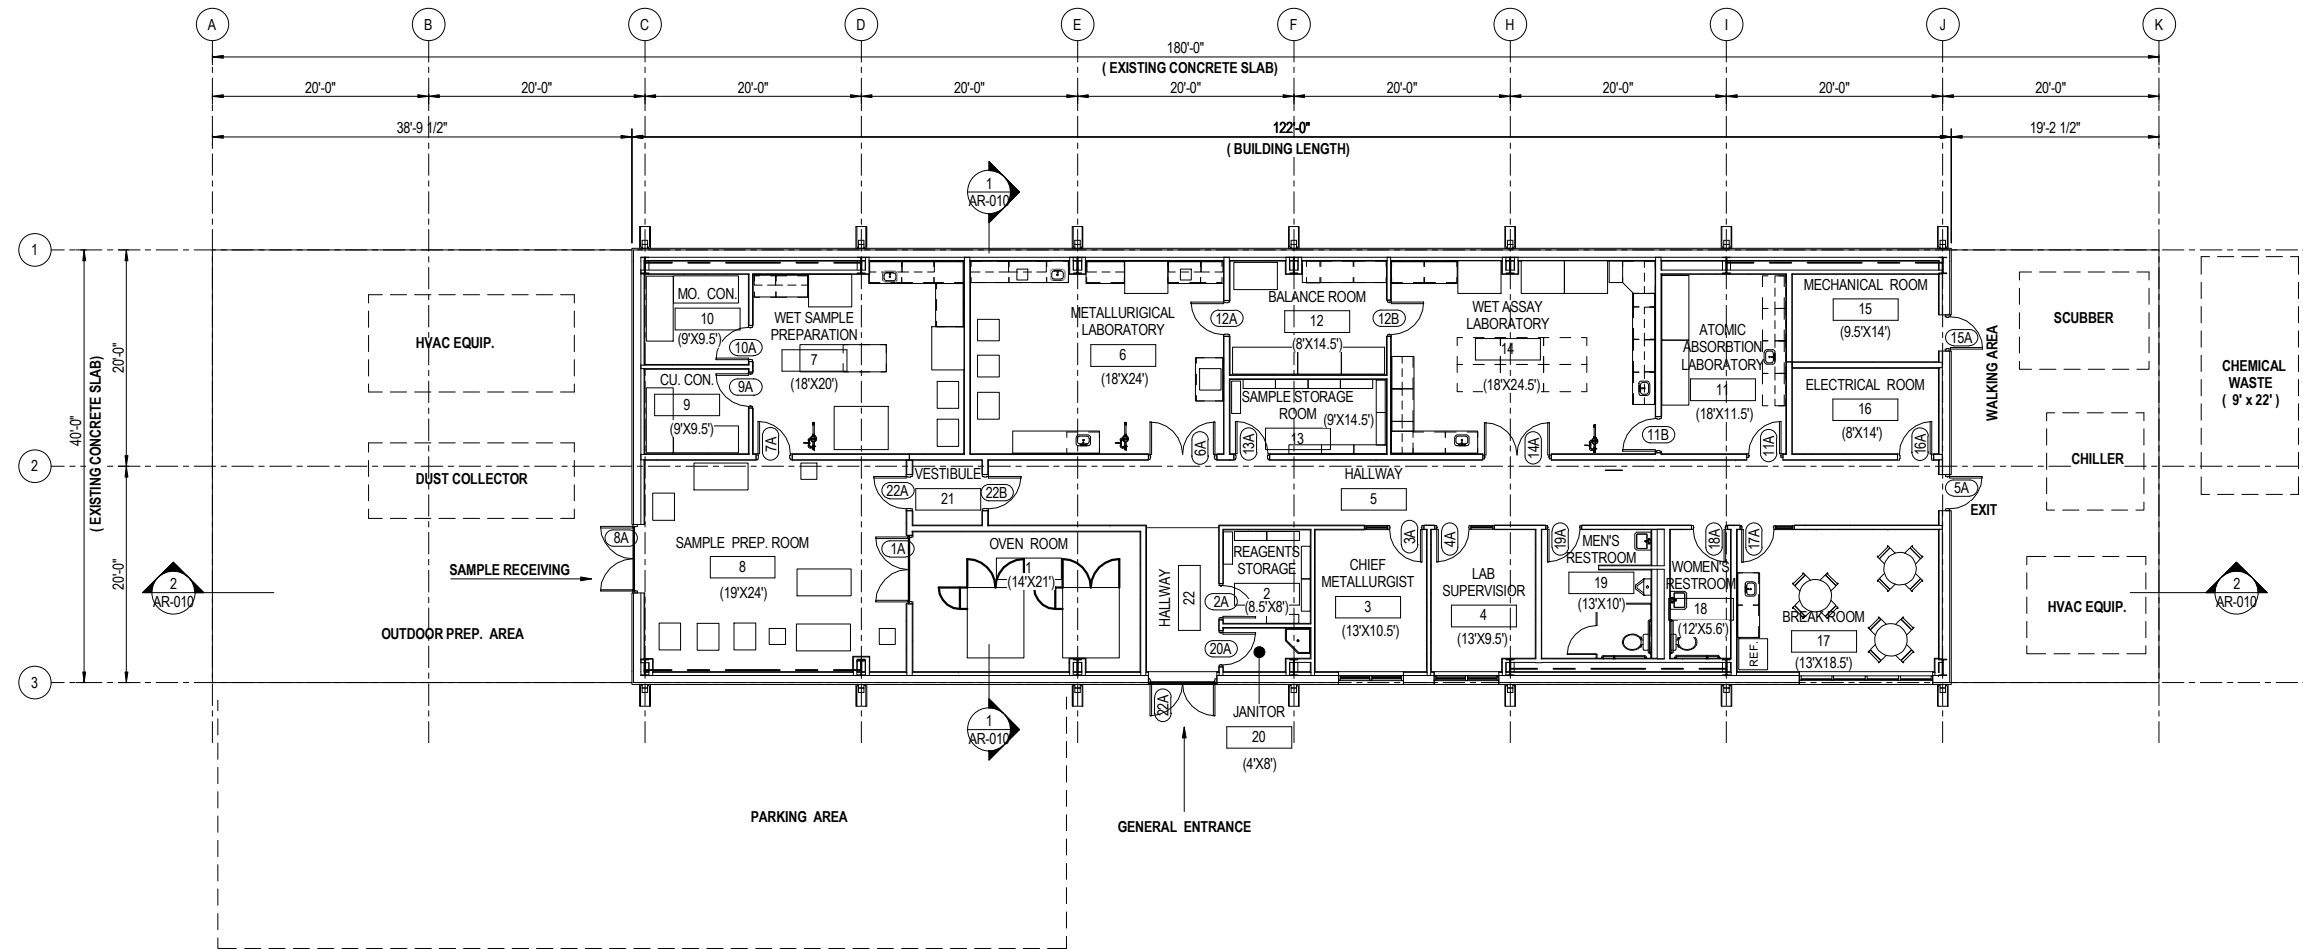 A B C D E F H I J K
180'-0"
( EXISTING CONCRETE SLAB)
20'-0" 20'-0" 20'-0" 20'-0" 20'-0" 20'-0" 20'-0" 20'-0" 20'-0"
38'-9 1/2" 122'-0" 19'-2 1/2"
( BUILDING LENGTH)
1
AR-010
1
2
3
40'-0"
( EXISTING CONCRETE SLAB)
20'-0"
20'-0"
HVAC EQUIP.
DUST COLLECTOR
SAMPLE RECEIVING
OUTDOOR PREP. AREA
2
AR-010
MO. CON.
10
(9'X9.5')
10A
CU. CON.
9
(9'X9.5')
9A
WET SAMPLE
PREPARATION
7
(18'X20')
7A
METALLURIGICAL
LABORATORY
6
(18'X24')
6A
BALANCE ROOM
12
(8'X14.5')
12A
12B
SAMPLE STORAGE
ROOM
(9'X14.5')
13
13A
WET ASSAY
LABORATORY
14
(18'X24.5')
14A
11B
ATOMIC
ABSORBTION
LABORATORY
11
(18'X11.5')
11A
MECHANICAL ROOM
15
(9.5'X14')
15A
ELECTRICAL ROOM
16
(8'X14')
16A
WALKING AREA
SCUBBER
CHILLER
CHEMICAL
WASTE
( 9' x 22' )
HVAC EQUIP.
2
AR-010
VESTIBULE
21
22A
22B
HALLWAY
5
5A
EXIT
8A
SAMPLE PREP. ROOM
8
(19'X24')
1A
OVEN ROOM
1
(14'X21')
HALLWAY
22
22A
REAGENTS
STORAGE
2
(8.5'X8')
2A
20A
CHIEF
METALLURGIST
3
(13'X10.5')
3A
LAB
SUPERVISIOR
4
(13'X9.5')
4A
MEN'S
RESTROOM
19
(13'X10')
19A
WOMEN'S
RESTROOM
18
(12'X5.6')
18A
BREAK ROOM
17
(13'X18.5')
17A
REF.
JANITOR
20
(4'X8')
1
AR-010
PARKING AREA
GENERAL ENTRANCE